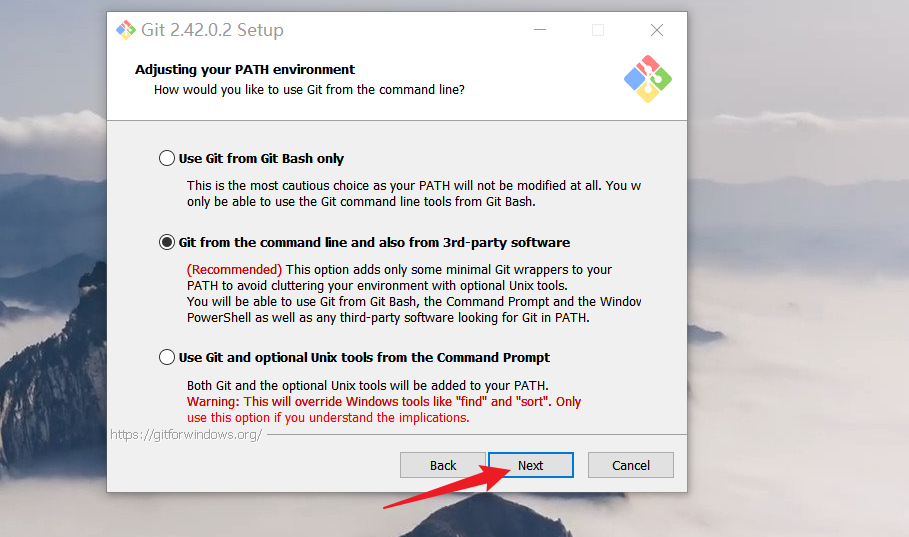 Git 2.42.0.2 Setup
Adjusting your PATH environment
How would you like to use Git from the command line?
Use Git from Git Bash only
This is the most cautious choice as your PATH will not be modified at all. You w
only be able to use the Git command line tools from Git Bash.
Git from the command line and also from 3rd-party software
(Recommended) This option adds only some minimal Git wrappers to your
PATH to avoid cluttering your environment with optional Unix tools.
You will be able to use Git from Git Bash, the Command Prompt and the Window
PowerShell as well as any third-party software looking for Git in PATH.
Use Git and optional Unix tools from the Command Prompt
Both Git and the optional Unix tools will be added to your PATH.
Warning: This will override Windows tools like "find" and "sort". Only
use this option if you understand the implications.
https://gitforwindows.org/
Back Next Cancel